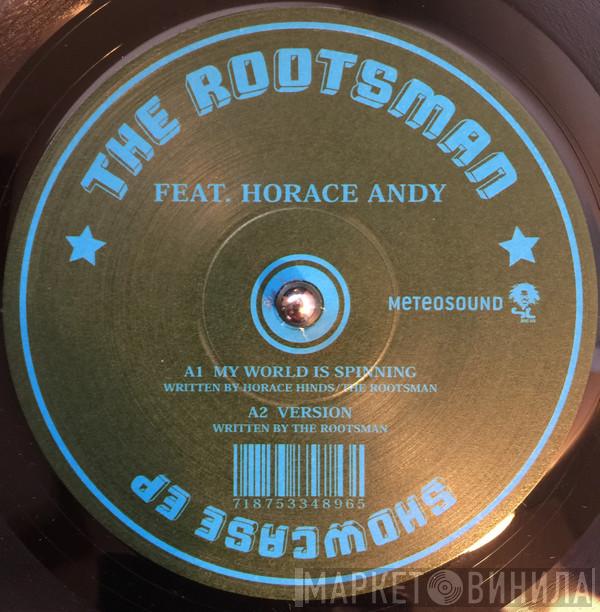 THE ROOTSMAN
FEAT. HORACE ANDY
METEOSOUND
A1 MY WORLD IS SPINNING
WRITTEN BY HORACE HINDS/THE ROOTSMAN
A2 VERSION
WRITTEN BY THE ROOTSMAN
718753348965
SHOWCASE EP
МАРКЕТ ВИНИЛА